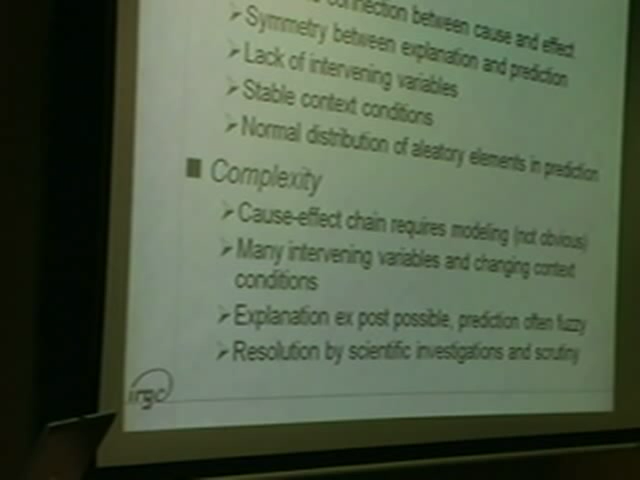 connection between cause and effect
➢ Symmetry between explanation and prediction
➢ Lack of intervening variables
➢ Stable context conditions
➢ Normal distribution of aleatory elements in prediction
■ Complexity
➢ Cause-effect chain requires modeling (not obvious)
➢ Many intervening variables and changing context
conditions
➢ Explanation ex post possible, prediction often fuzzy
➢ Resolution by scientific investigations and scrutiny
irgc